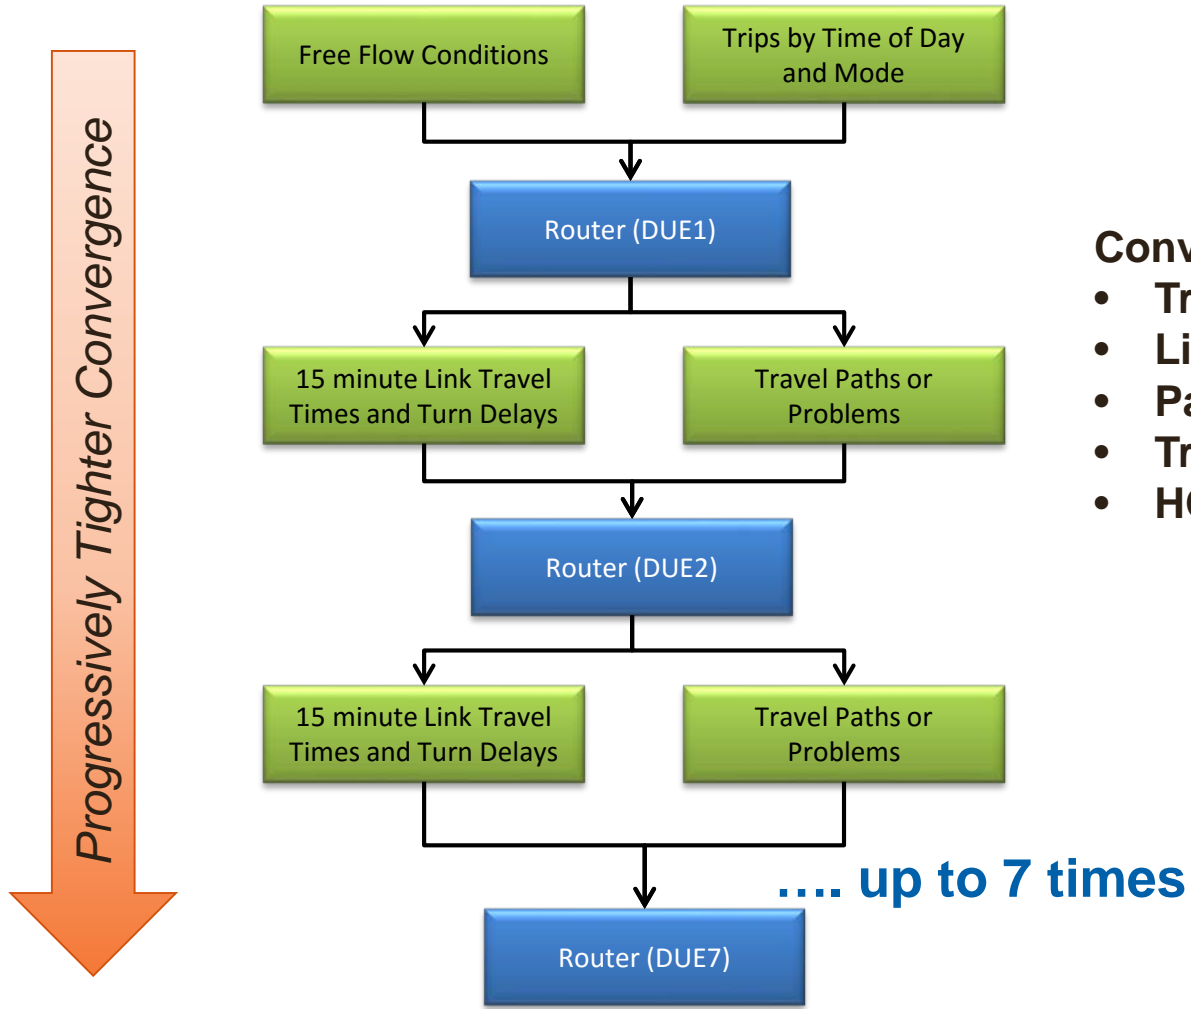 Free Flow Conditions
Trips by Time of Day
and Mode
Progressively Tighter Convergence
Router (DUE1)
15 minute Link Travel
Times and Turn Delays
Travel Paths or
Problems
Router (DUE2)
15 minute Link Travel
Times and Turn Delays
Travel Paths or
Problems
…. up to 7 times
Router (DUE7)